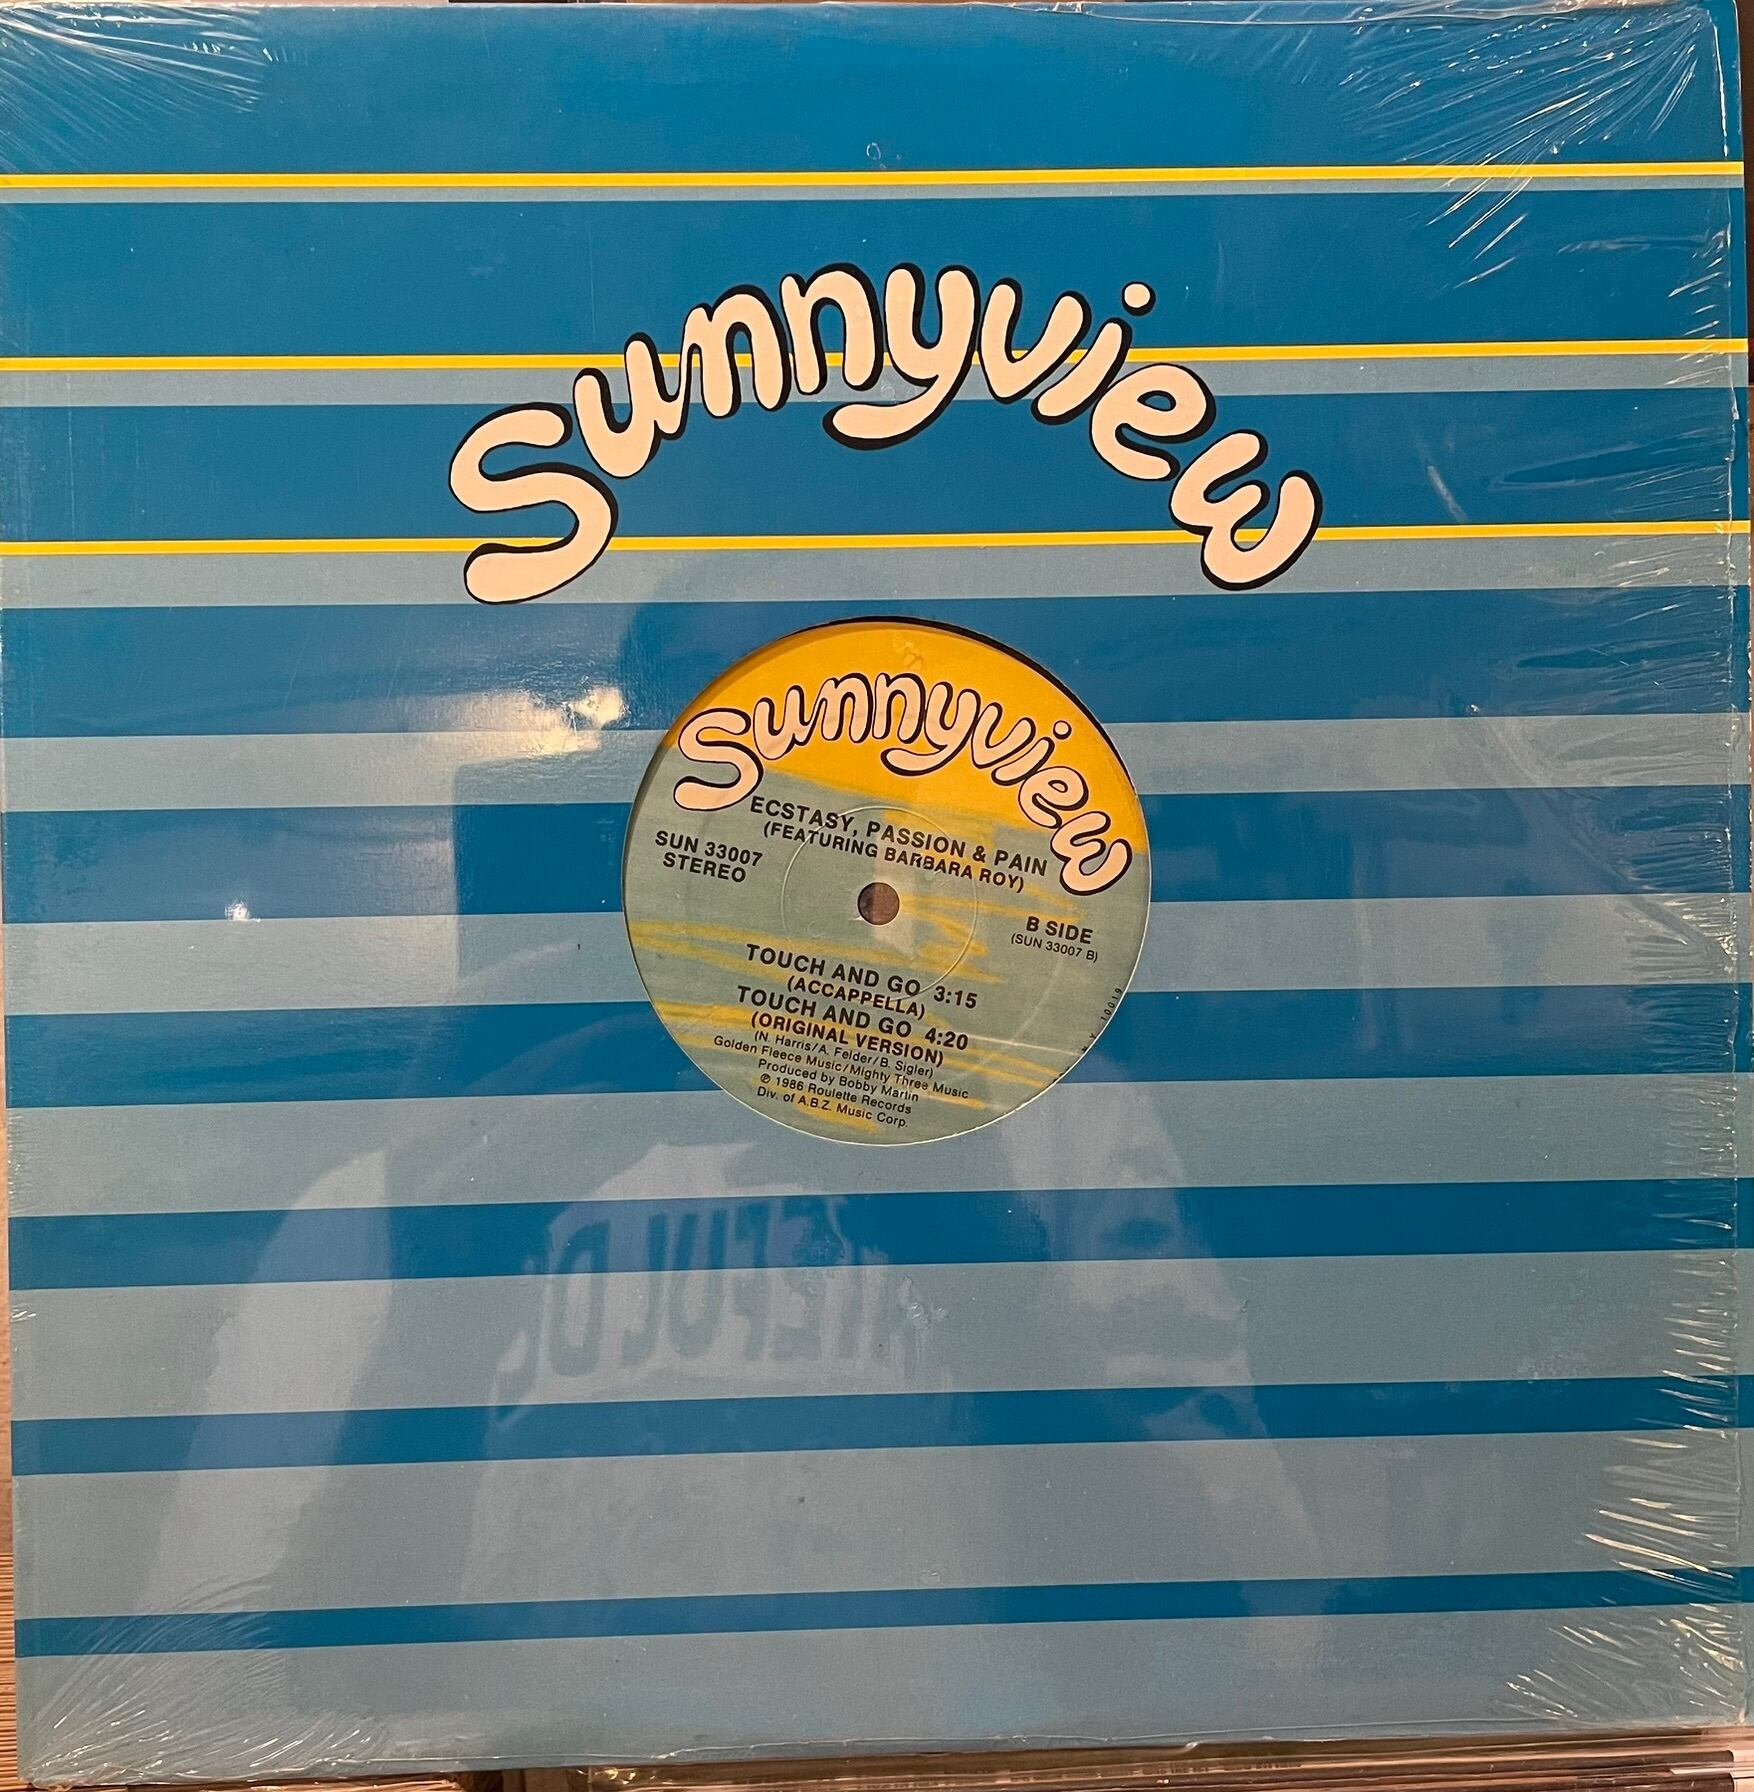 Sunnyview
Sunnyview
ECSTASY, PASSION & PAIN
(FEATURING BARBARA ROY)
SUN 33007
STEREO
B SIDE
(SUN 33007 B)
TOUCH AND GO 3:15
(ACCAPPELLA)
TOUCH AND GO 4:20
(ORIGINAL VERSION)
(N. Harris/A. Felder/B. Sigler)
Golden Fleece Music/Mighty Three Music
Produced by Bobby Martin
℗ 1986 Roulette Records
Div. of A.B.Z. Music Corp.
10019